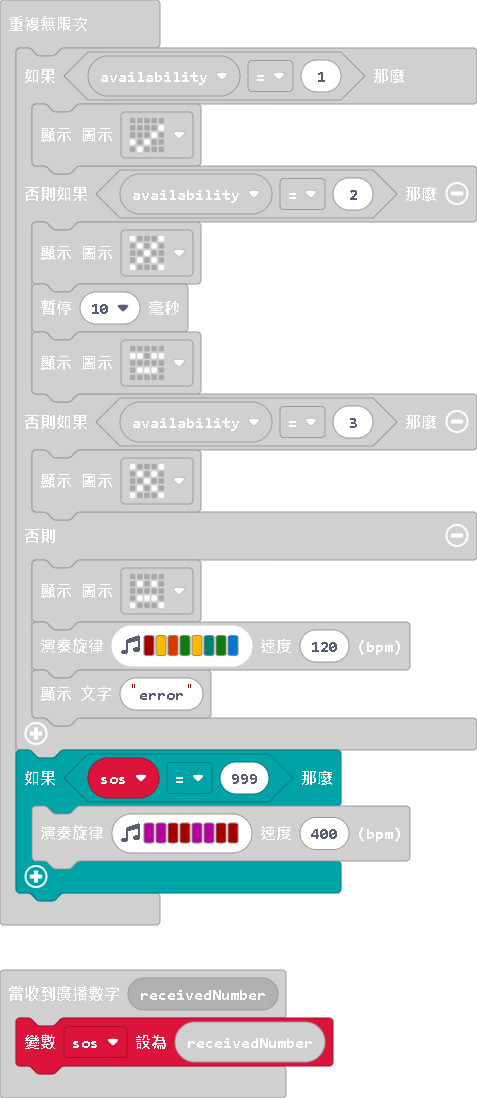 重複無限次
如果 availability = 1 那麼
顯示 圖示
否則如果 availability = 2 那麼
顯示 圖示
暫停 10 毫秒
顯示 圖示
否則如果 availability = 3 那麼
顯示 圖示
否則
顯示 圖示
演奏旋律 速度 120 (bpm)
顯示 文字 "error"
如果 sos = 999 那麼
演奏旋律 速度 400 (bpm)
當收到廣播數字 receivedNumber
變數 sos 設為 receivedNumber